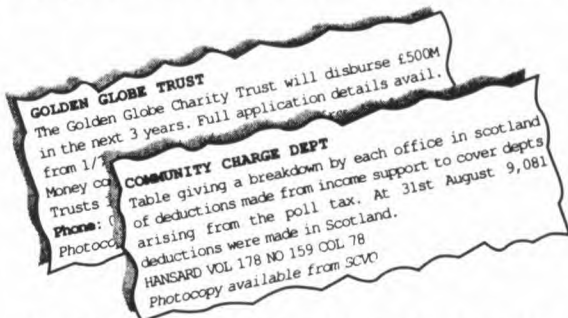 GOLDEN GLOBE TRUST
The Golden Globe Charity Trust will disburse £500M
in the next 3 years. Full application details avail.
from
Money
Trusts
Phone:
COMMUNITY CHARGE DEPT
Table giving a breakdown by each office in scotland
of deductions made from income support to cover depts
arising from the poll tax. At 31st August 9,081
deductions were made in Scotland.
HANSARD VOL 178 NO 159 COL 78
Photocopy available from SCVO